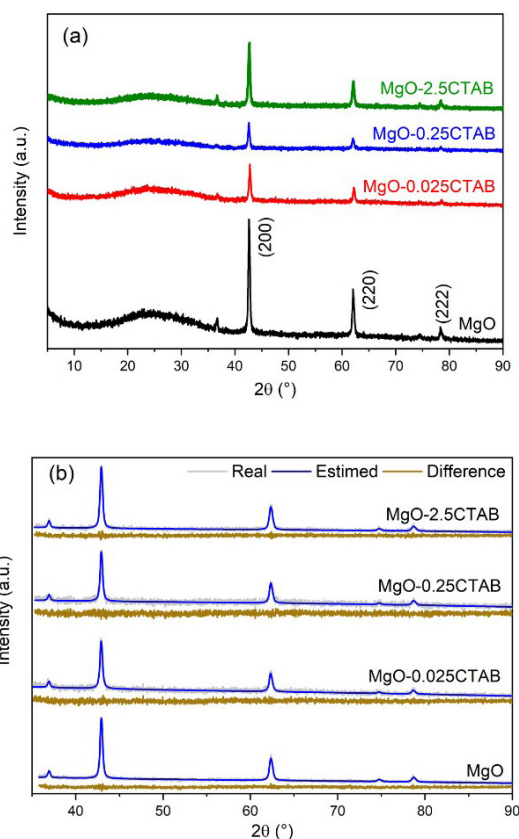 (a)
MgO-2.5CTAB
MgO-0.25CTAB
MgO-0.025CTAB
(200)
(220)
(222)
MgO
Intensity (a.u.)
10 20 30 40 50 60 70 80 90
2θ (°)
(b)
Real Estimed Difference
MgO-2.5CTAB
MgO-0.25CTAB
MgO-0.025CTAB
MgO
Intensity (a.u.)
40 50 60 70 80 90
2θ (°)